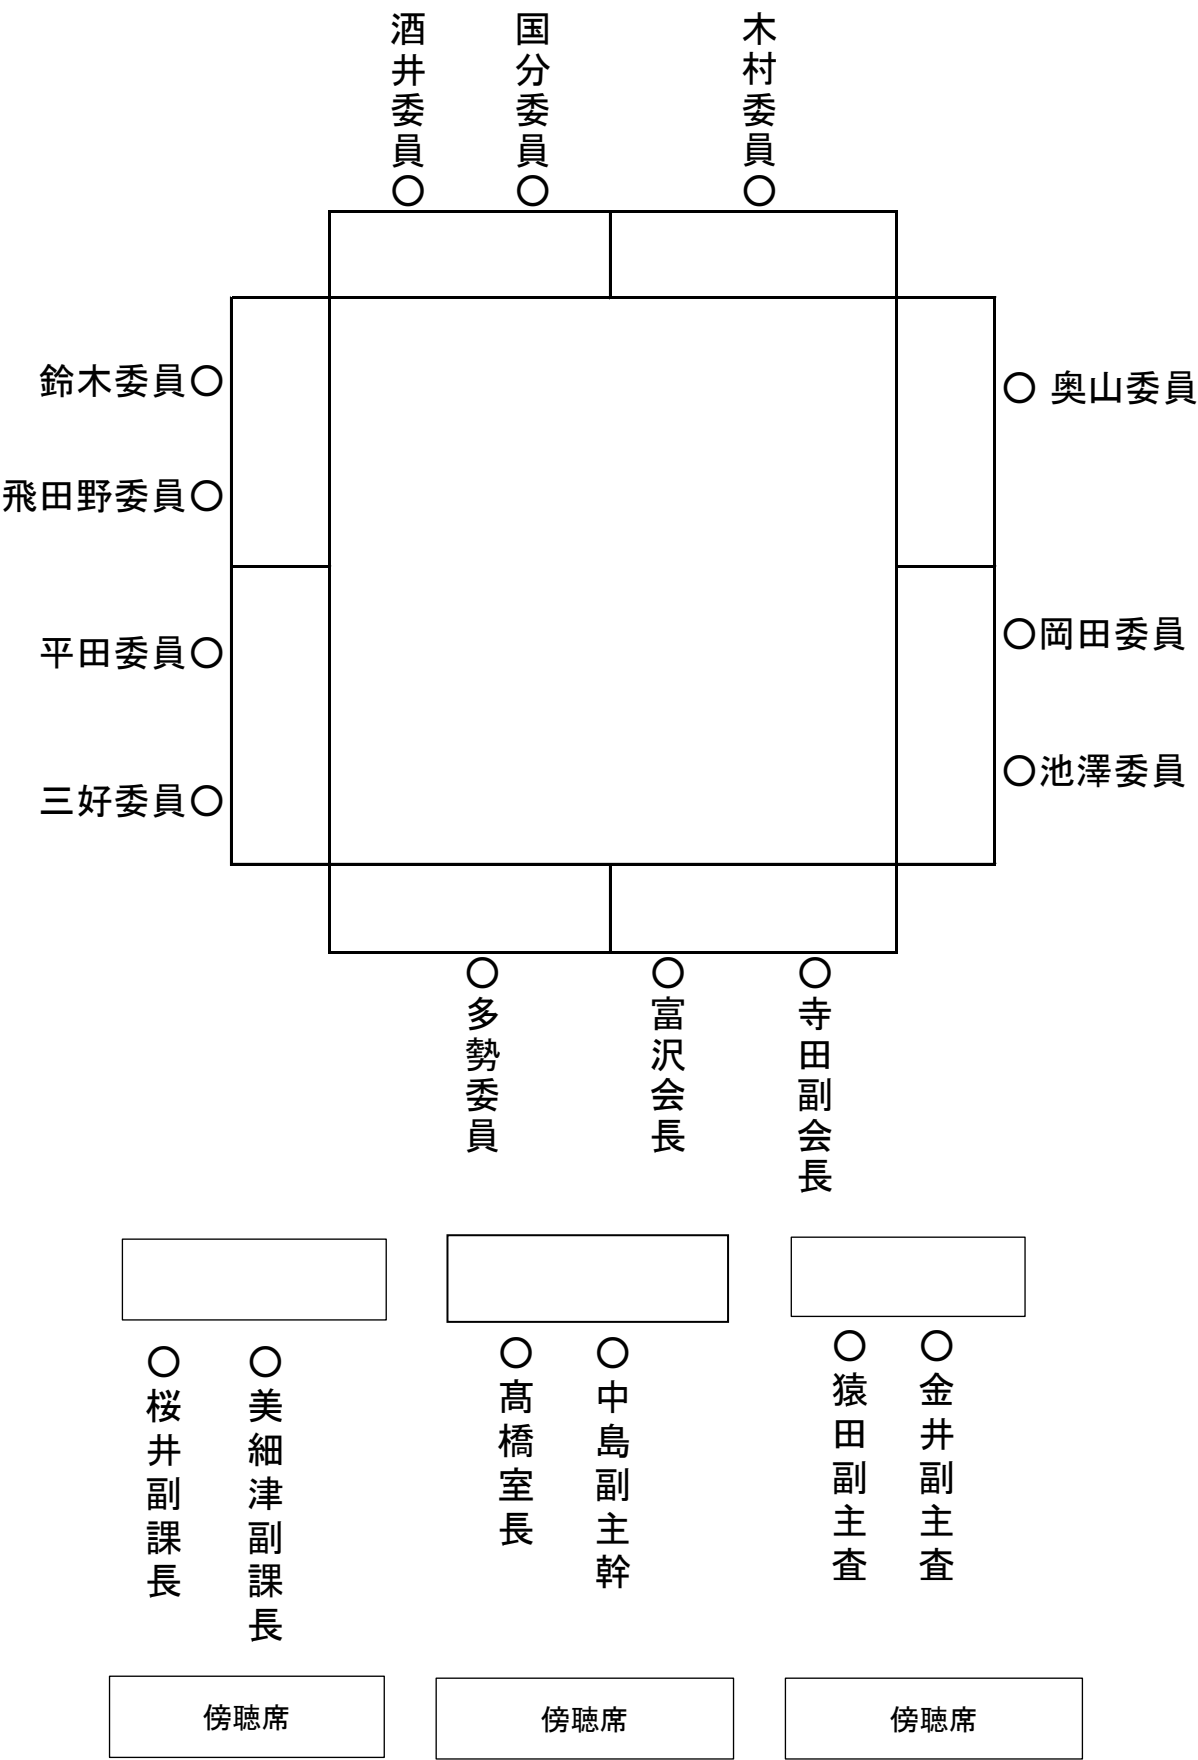 酒井委員○
国分委員○
木村委員○
鈴木委員○
○ 奥山委員
飛田野委員○
平田委員○
○岡田委員
三好委員○
○池澤委員
○多勢委員
○富沢会長
○寺田副会長
○桜井副課長
○美細津副課長
○髙橋室長
○中島副主幹
○猿田副主査
○金井副主査
傍聴席
傍聴席
傍聴席